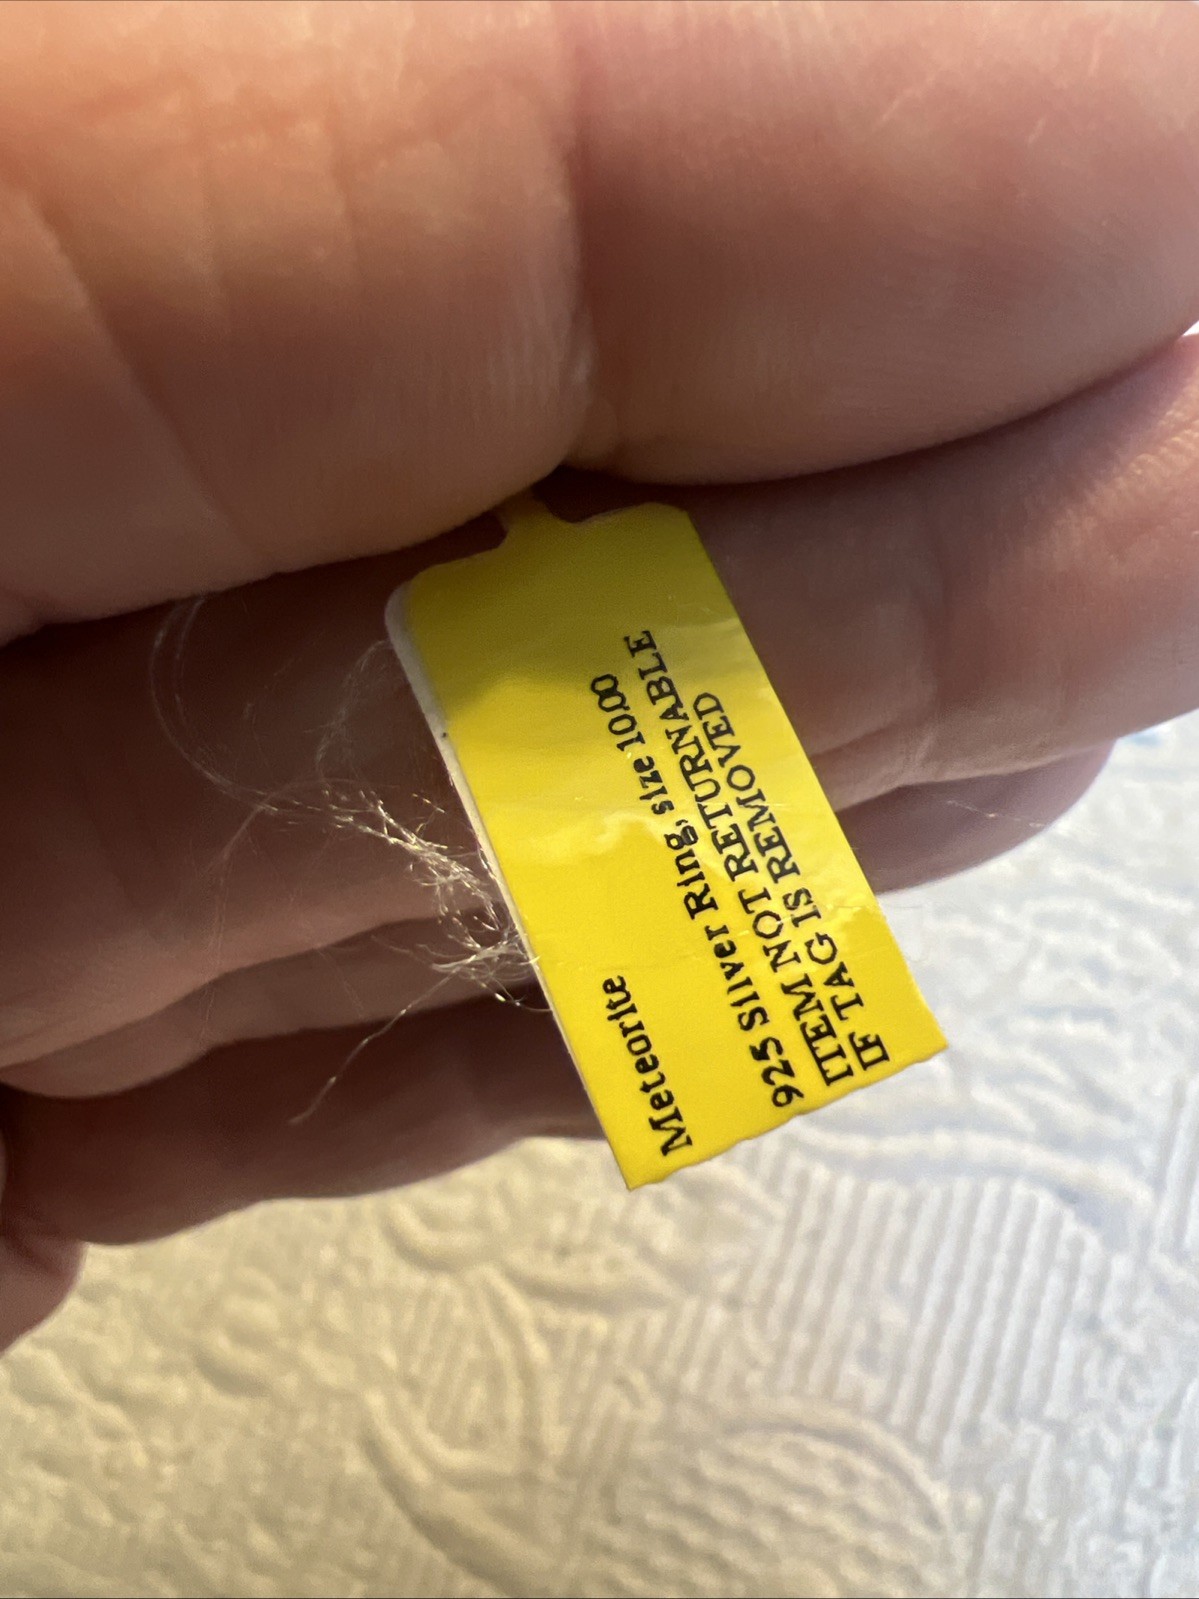 Meteorite
925 Silver Ring, size 10.00
ITEM NOT RETURNABLE
IF TAG IS REMOVED